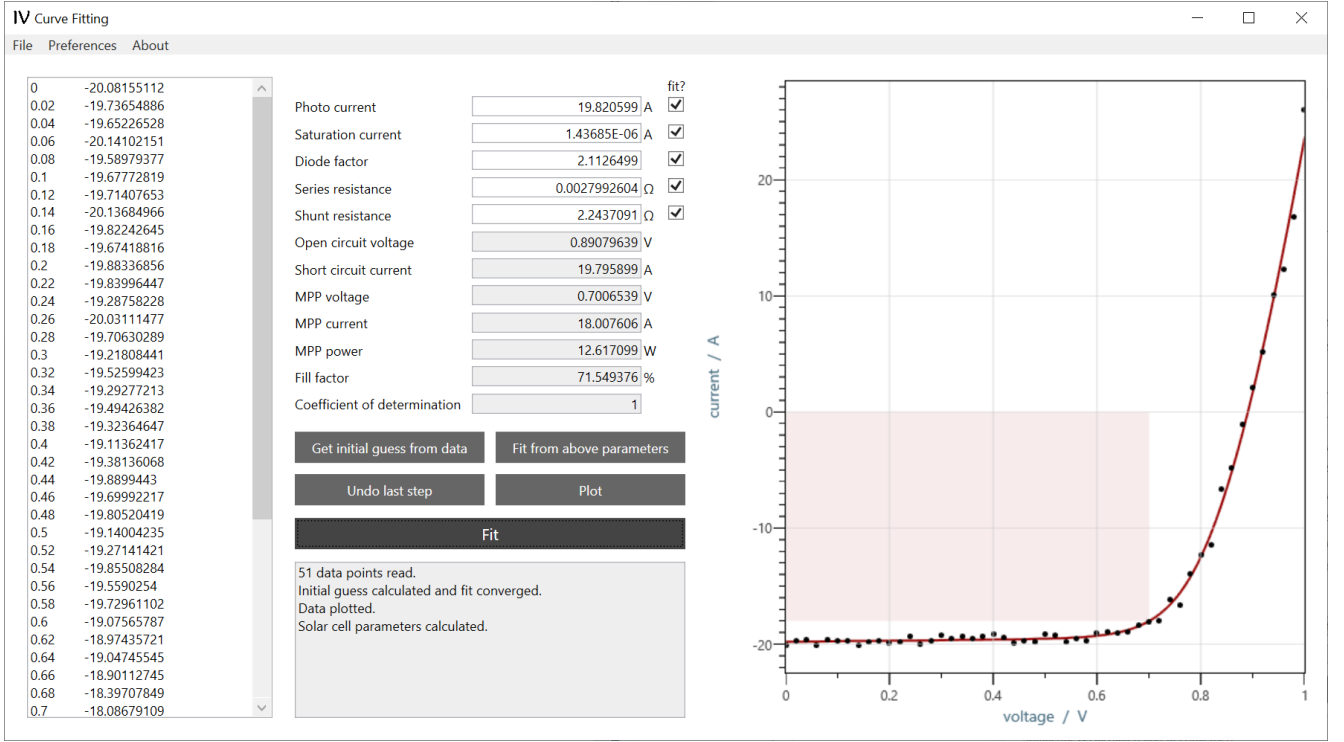 IV Curve Fitting
File Preferences About
0 -20.08155112
0.02 -19.73654886
0.04 -19.65226528
0.06 -20.14102151
0.08 -19.58979377
0.1 -19.67772819
0.12 -19.71407653
0.14 -20.13684966
0.16 -19.82242645
0.18 -19.67418816
0.2 -19.88336856
0.22 -19.83996447
0.24 -19.28758228
0.26 -20.03111477
0.28 -19.70630289
0.3 -19.21808441
0.32 -19.52599423
0.34 -19.29277213
0.36 -19.49426382
0.38 -19.32364647
0.4 -19.11362417
0.42 -19.38136068
0.44 -19.8899443
0.46 -19.69992217
0.48 -19.80520419
0.5 -19.14004235
0.52 -19.27141421
0.54 -19.85508284
0.56 -19.5590254
0.58 -19.72961102
0.6 -19.07565787
0.62 -18.97435721
0.64 -19.04745545
0.66 -18.90112745
0.68 -18.39707849
0.7 -18.08679109
fit?
Photo current 19.820599 A
Saturation current 1.43685E-06 A
Diode factor 2.1126499
Series resistance 0.0027992604 Ω
Shunt resistance 2.2437091 Ω
Open circuit voltage 0.89079639 V
Short circuit current 19.795899 A
MPP voltage 0.7006539 V
MPP current 18.007606 A
MPP power 12.617099 W
Fill factor 71.549376 %
Coefficient of determination 1
Get initial guess from data Fit from above parameters
Undo last step Plot
Fit
51 data points read.
Initial guess calculated and fit converged.
Data plotted.
Solar cell parameters calculated.
current / A
20
10
0
-10
-20
0 0.2 0.4 0.6 0.8 1
voltage / V